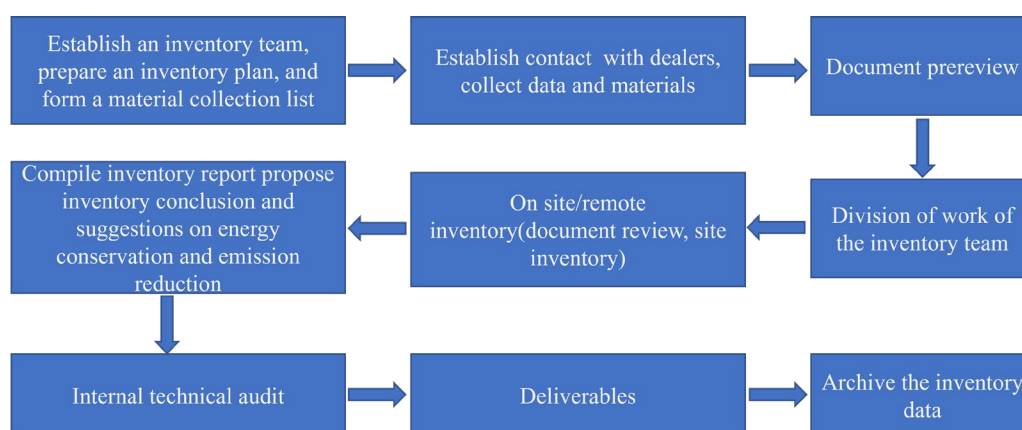 Establish an inventory team,
prepare an inventory plan, and
form a material collection list
Establish contact with dealers,
collect data and materials
Document prereview
Division of work of
the inventory team
On site/remote
inventory(document review, site
inventory)
Compile inventory report propose
inventory conclusion and
suggestions on energy
conservation and emission
reduction
Internal technical audit
Deliverables
Archive the inventory
data